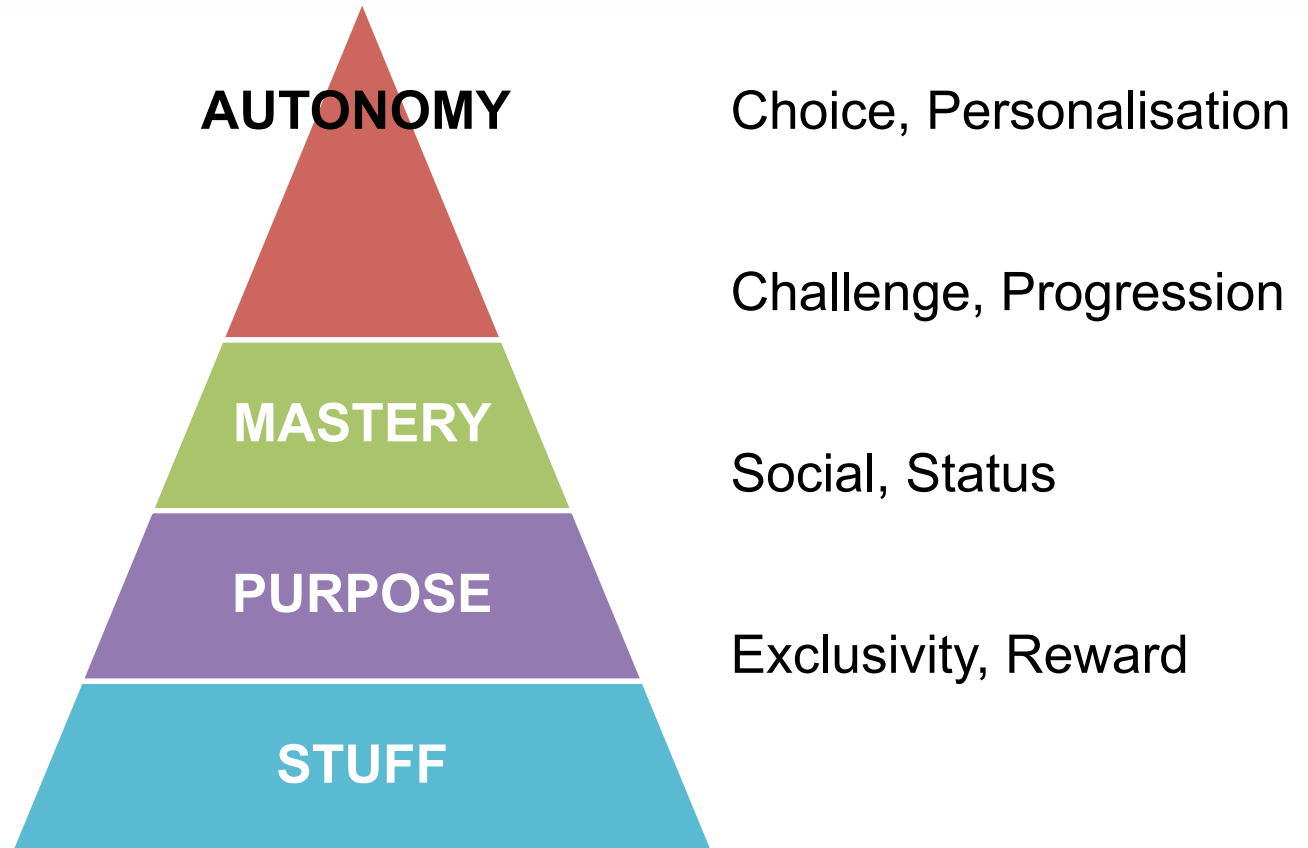 AUTONOMY
Choice, Personalisation
Challenge, Progression
MASTERY
Social, Status
PURPOSE
Exclusivity, Reward
STUFF